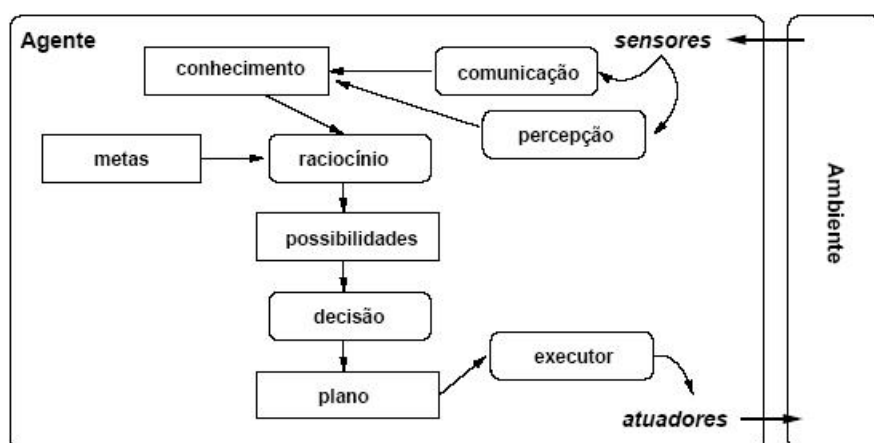 Agente
sensores
conhecimento
comunicação
percepção
metas
raciocínio
possibilidades
decisão
executor
plano
atuadores
Ambiente